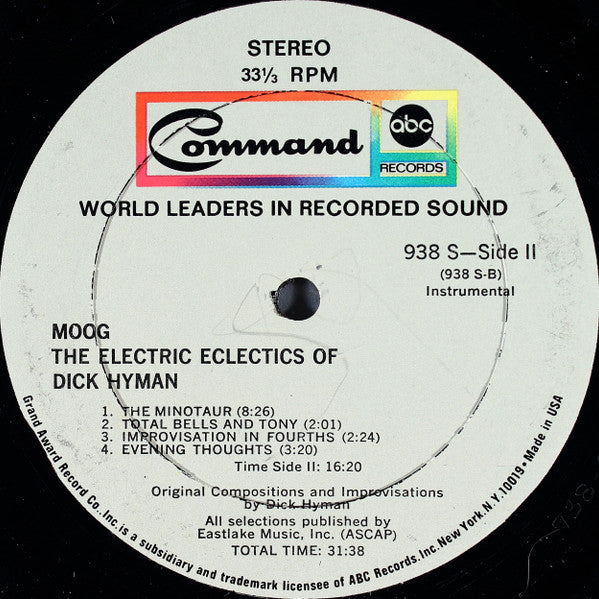 STEREO
33⅓ RPM
Command
abc
RECORDS
WORLD LEADERS IN RECORDED SOUND
938 S—Side II
(938 S-B)
Instrumental
MOOG
THE ELECTRIC ECLECTICS OF
DICK HYMAN
1. THE MINOTAUR (8:26)
2. TOTAL BELLS AND TONY (2:01)
3. IMPROVISATION IN FOURTHS (2:24)
4. EVENING THOUGHTS (3:20)
Time Side II: 16:20
Original Compositions and Improvisations
by Dick Hyman
All selections published by
Eastlake Music, Inc. (ASCAP)
TOTAL TIME: 31:38
Grand Award Record Co., Inc. is a subsidiary and trademark licensee of ABC Records, Inc. New York, N.Y. 10019 • Made in USA